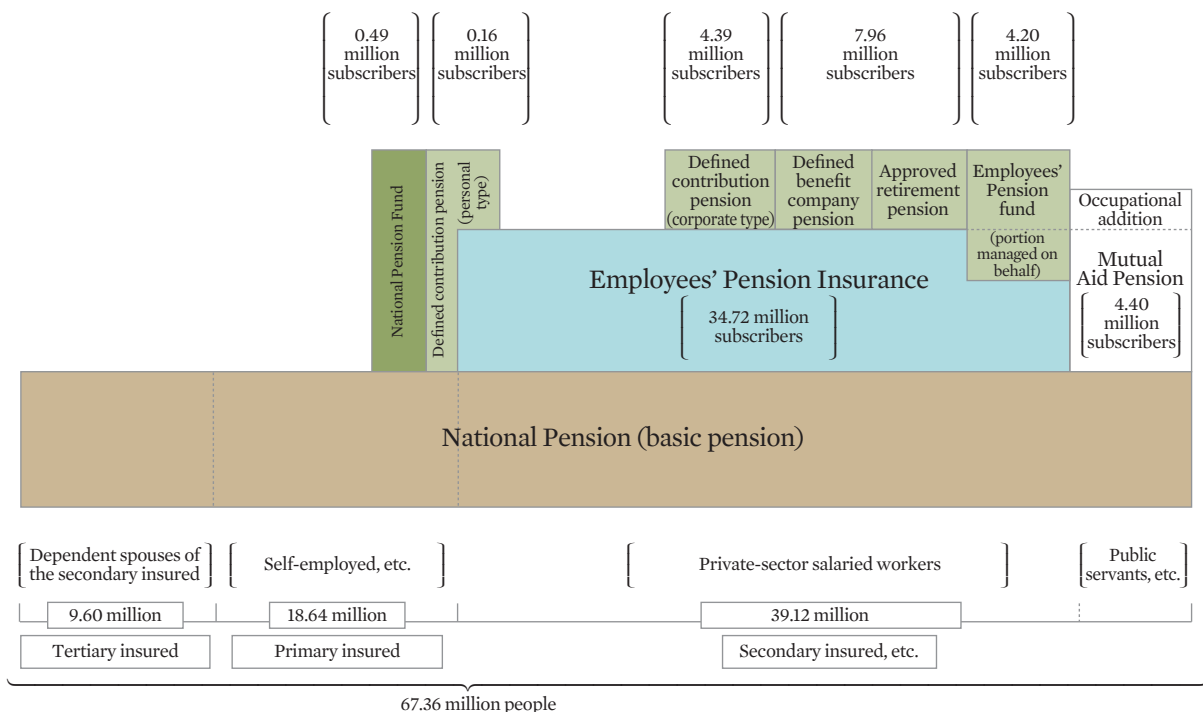 0.49
million
subscribers
0.16
million
subscribers
4.39
million
subscribers
7.96
million
subscribers
4.20
million
subscribers
National Pension Fund
Defined contribution pension
(personal
type)
Defined
contribution
pension
(corporate type)
Defined
benefit
company
pension
Approved
retirement
pension
Employees’
Pension
fund
(portion
managed on
behalf)
Occupational
addition
Mutual
Aid Pension
4.40
million
subscribers
Employees’ Pension Insurance
34.72 million
subscribers
National Pension (basic pension)
Dependent spouses of
the secondary insured
Self-employed, etc.
Private-sector salaried workers
Public
servants, etc.
9.60 million
18.64 million
39.12 million
Tertiary insured
Primary insured
Secondary insured, etc.
67.36 million people